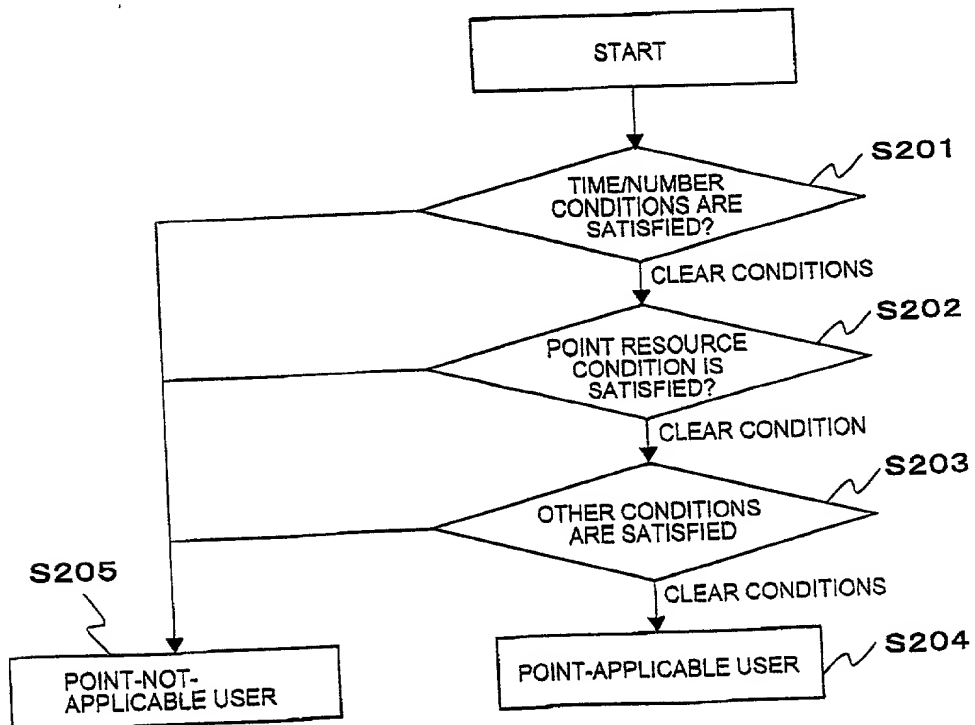 START
S201
TIME/NUMBER
CONDITIONS ARE
SATISFIED?
CLEAR CONDITIONS
S202
POINT RESOURCE
CONDITION IS
SATISFIED?
CLEAR CONDITION
S203
OTHER CONDITIONS
ARE SATISFIED
CLEAR CONDITIONS
S205
POINT-NOT-
APPLICABLE USER
S204
POINT-APPLICABLE USER